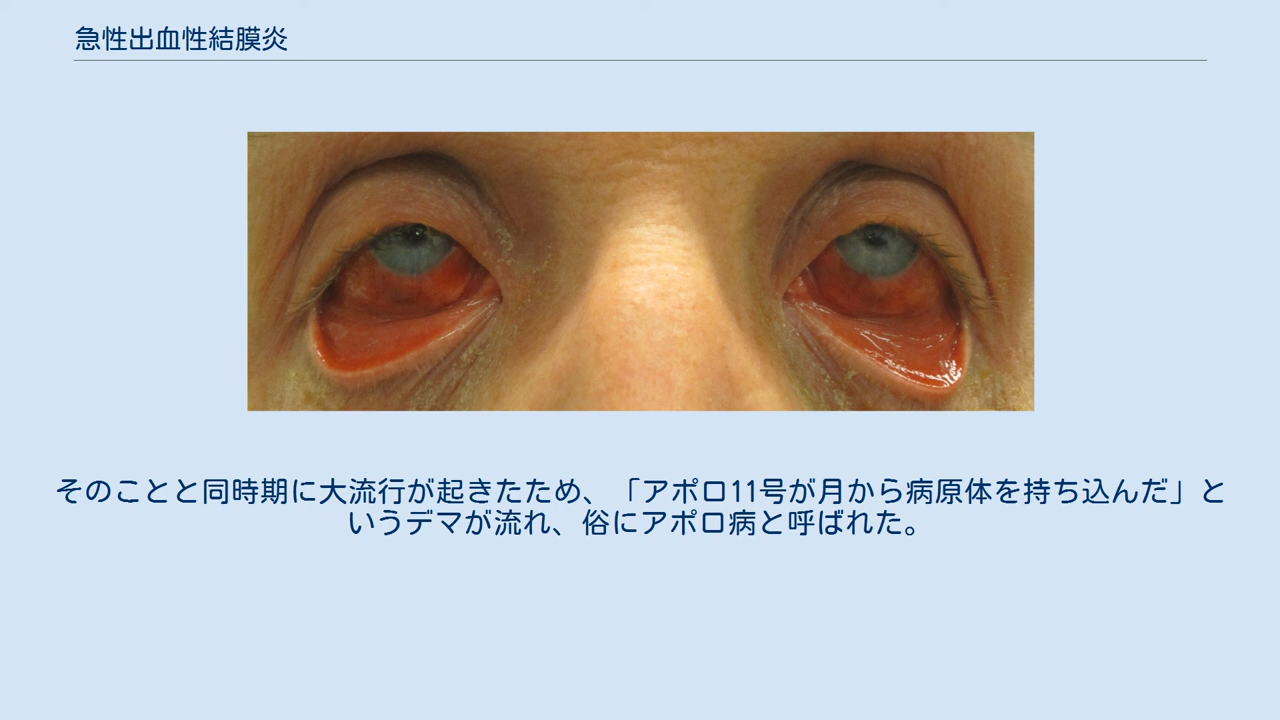 急性出血性結膜炎
そのことと同時期に大流行が起きたため、「アポロ11号が月から病原体を持ち込んだ」と
いうデマが流れ、俗にアポロ病と呼ばれた。